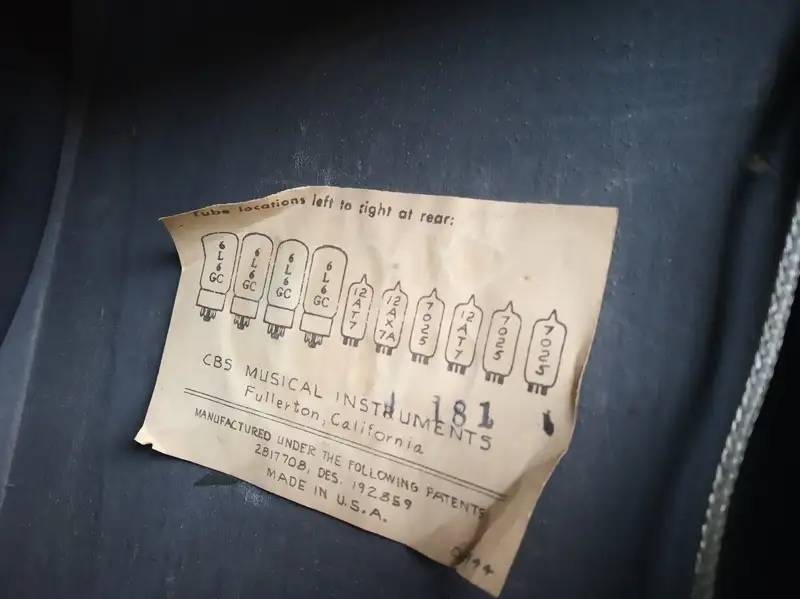 Tube locations left to right at rear:
6L6GC 6L6GC 6L6GC 6L6GC 12AT7 12AX7A 7025 12AT7 7025 7025
CBS MUSICAL INSTRUMENTS
1 181
Fullerton, California
MANUFACTURED UNDER THE FOLLOWING PATENTS
2817708, DES. 192859
MADE IN U.S.A.